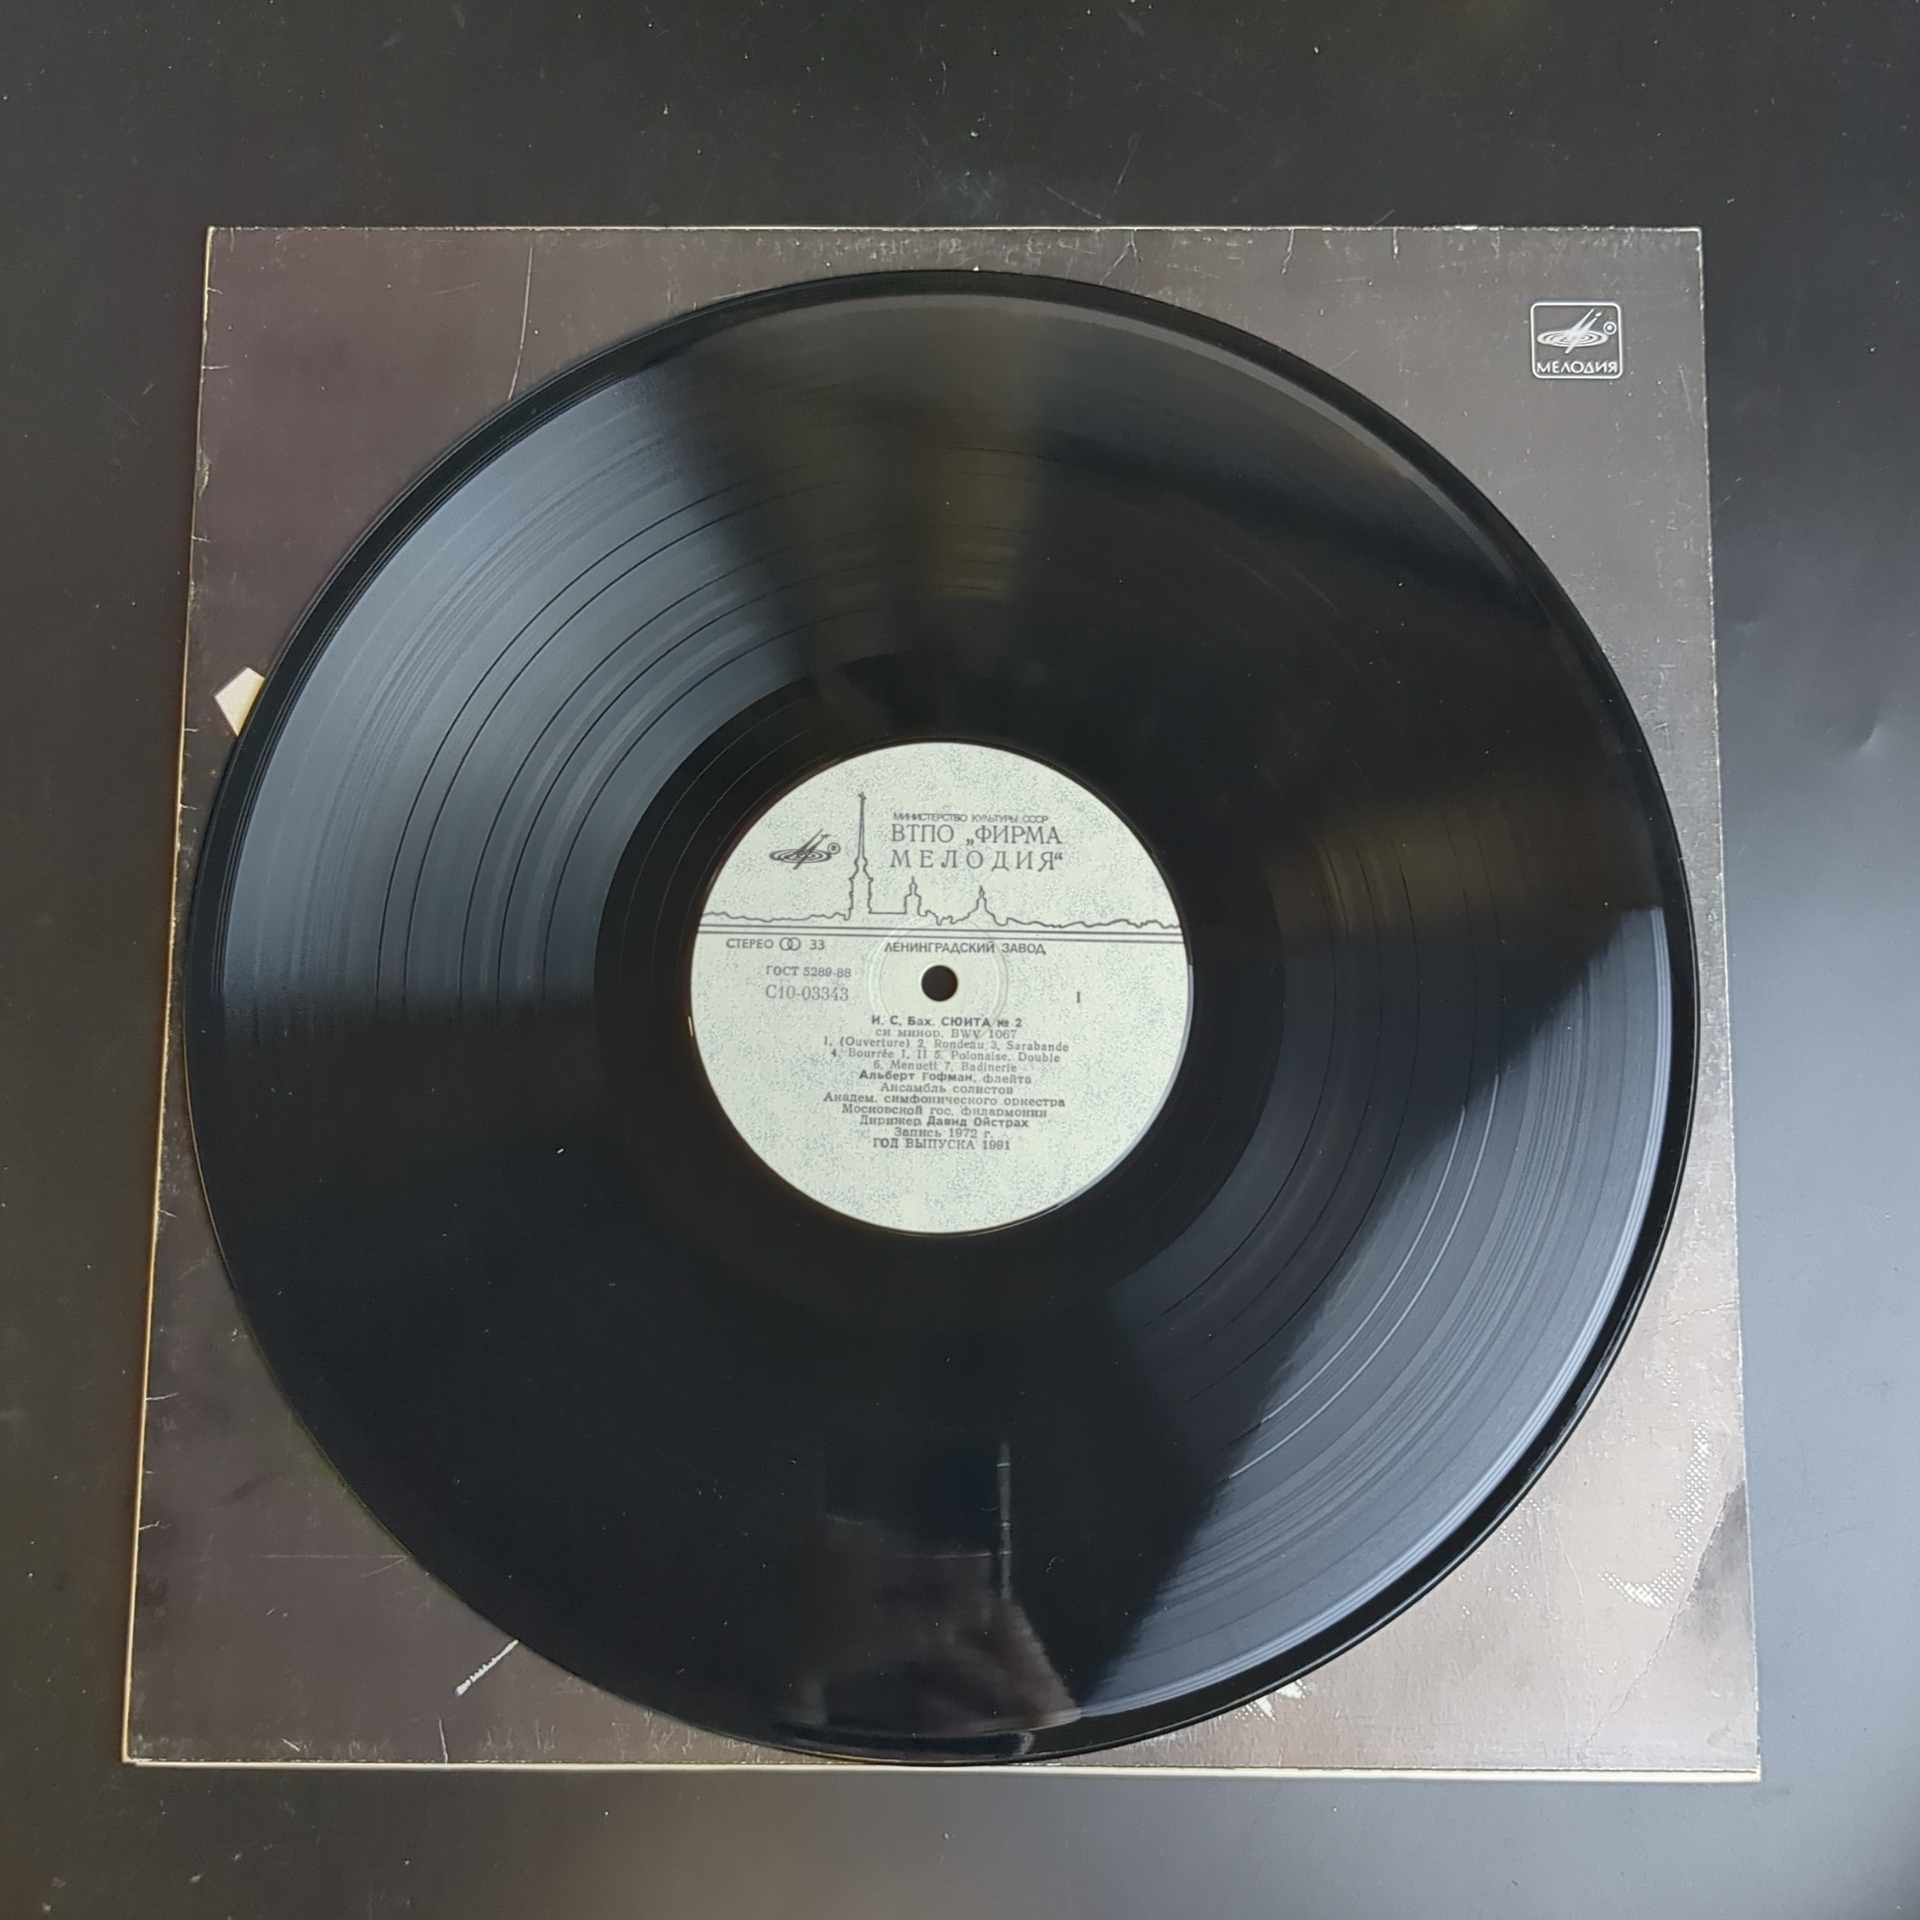 МЕЛОДИЯ
МИНИСТЕРСТВО КУЛЬТУРЫ СССР
ВТПО „ФИРМА
МЕЛОДИЯ“
СТЕРЕО 33
ЛЕНИНГРАДСКИЙ ЗАВОД
ГОСТ 5289-88
С10-03343
I
И. С. Бах. СЮИТА № 2
си минор, BWV 1067
1. (Ouverture) 2. Rondeau 3. Sarabande
4. Bourrée I, II 5. Polonaise. Double
6. Menuett 7. Badinerie
Альберт Гофман, флейта
Ансамбль солистов
Академ. симфонического оркестра
Московской гос. филармонии
Дирижер Давид Ойстрах
Запись 1972 г.
ГОД ВЫПУСКА 1991